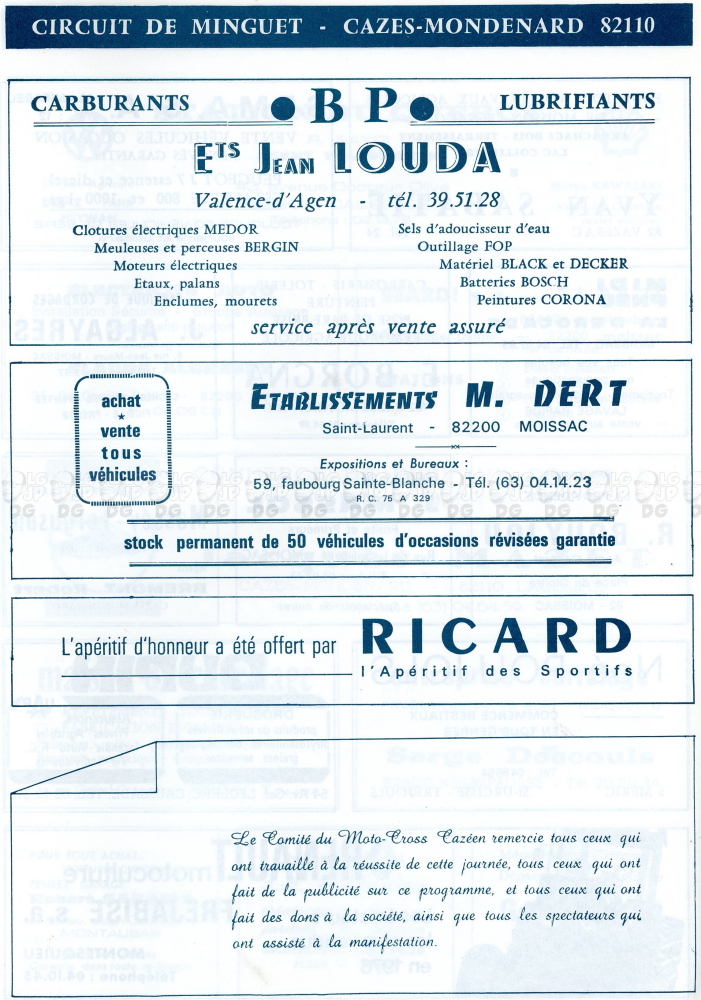 CIRCUIT DE MINGUET - CAZES-MONDENARD 82110
CARBURANTS
BP
LUBRIFIANTS
ETS JEAN LOUDA
Valence-d'Agen - tél. 39.51.28
Clotures électriques MEDOR
Meuleuses et perceuses BERGIN
Moteurs électriques
Etaux, palans
Enclumes, mourets
Sels d'adoucisseur d'eau
Outillage FOP
Matériel BLACK et DECKER
Batteries BOSCH
Peintures CORONA
service après vente assuré
achat
vente
tous
véhicules
ETABLISSEMENTS M. DERT
Saint-Laurent - 82200 MOISSAC
Expositions et Bureaux :
59, faubourg Sainte-Blanche - Tél. (63) 04.14.23
R. C. 75 A 329
stock permanent de 50 véhicules d'occasions révisées garantie
L'apéritif d'honneur a été offert par
RICARD
l'Apéritif des Sportifs
Le Comité du Moto-Cross Cazéen remercie tous ceux qui
ont travaillé à la réussite de cette journée, tous ceux qui ont
fait de la publicité sur ce programme, et tous ceux qui ont
fait des dons à la société, ainsi que tous les spectateurs qui
ont assisté à la manifestation.